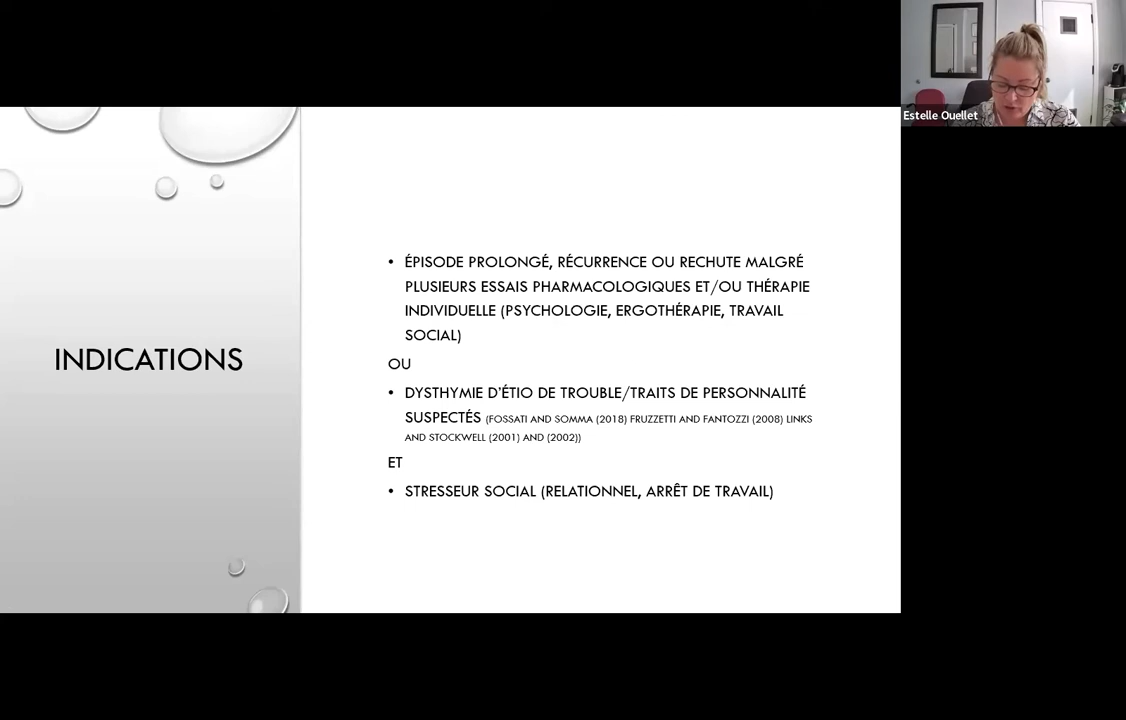 Estelle Ouellet
INDICATIONS
• ÉPISODE PROLONGÉ, RÉCURRENCE OU RECHUTE MALGRÉ
PLUSIEURS ESSAIS PHARMACOLOGIQUES ET/OU THÉRAPIE
INDIVIDUELLE (PSYCHOLOGIE, ERGOTHÉRAPIE, TRAVAIL
SOCIAL)
OU
• DYSTHYMIE D'ÉTIO DE TROUBLE/TRAITS DE PERSONNALITÉ
SUSPECTÉS (FOSSATI AND SOMMA (2018) FRUZZETTI AND FANTOZZI (2008) LINKS
AND STOCKWELL (2001) AND (2002))
ET
• STRESSEUR SOCIAL (RELATIONNEL, ARRÊT DE TRAVAIL)